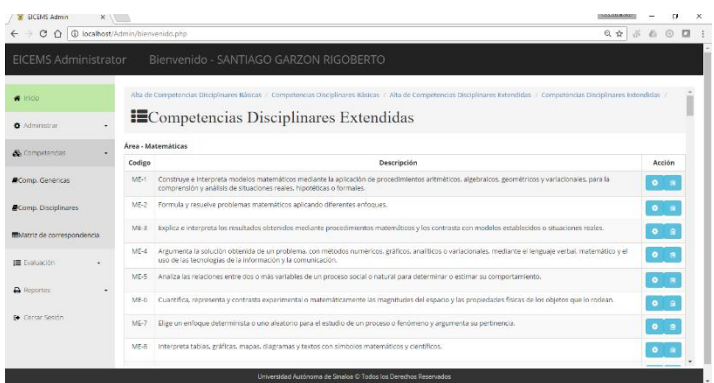 EICEMS Admin
localhost/Admin/bienvenido.php
EICEMS Administrator Bienvenido - SANTIAGO GARZON RIGOBERTO
Inicio
Administrar
Competencias
Comp. Genéricas
Comp. Disciplinares
Matriz de correspondencia
Evaluación
Reportes
Cerrar Sesión
Alta de Competencias Disciplinares Básicas / Competencias Disciplinares Básicas / Alta de Competencias Disciplinares Extendidas / Competencias Disciplinares Extendidas /
Competencias Disciplinares Extendidas
Área - Matemáticas
Codigo Descripción Acción
ME-1 Construye e interpreta modelos matemáticos mediante la aplicación de procedimientos aritméticos, algebraicos, geométricos y variacionales, para la
comprensión y análisis de situaciones reales, hipotéticas o formales.
ME-2 Formula y resuelve problemas matemáticos aplicando diferentes enfoques.
ME-3 Explica e interpreta los resultados obtenidos mediante procedimientos matemáticos y los contrasta con modelos establecidos o situaciones reales.
ME-4 Argumenta la solución obtenida de un problema, con métodos numéricos, gráficos, analíticos o variacionales, mediante el lenguaje verbal, matemático y el
uso de las tecnologías de la información y la comunicación.
ME-5 Analiza las relaciones entre dos o más variables de un proceso social o natural para determinar o estimar su comportamiento.
ME-6 Cuantifica, representa y contrasta experimental o matemáticamente las magnitudes del espacio y las propiedades físicas de los objetos que lo rodean.
ME-7 Elige un enfoque determinista o uno aleatorio para el estudio de un proceso o fenómeno y argumenta su pertinencia.
ME-8 Interpreta tablas, gráficas, mapas, diagramas y textos con símbolos matemáticos y científicos.
Universidad Autónoma de Sinaloa © Todos los Derechos Reservados